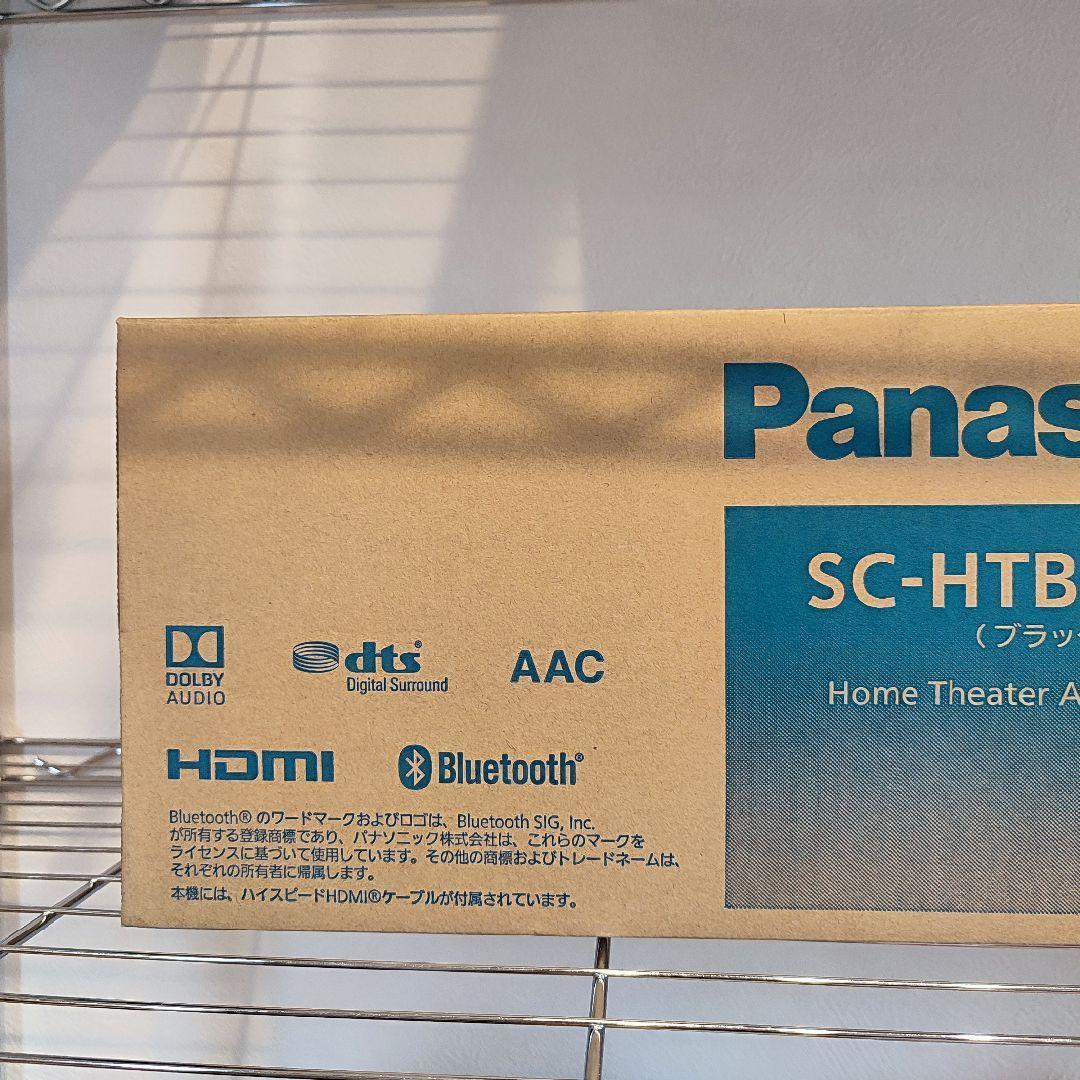 Panas
SC-HTB
(ブラッ
Home Theater A
DOLBY
AUDIO
dts®
Digital Surround
AAC
HDMI
Bluetooth®
Bluetooth® のワードマークおよびロゴは、Bluetooth SIG, Inc.
が所有する登録商標であり、パナソニック株式会社は、これらのマークを
ライセンスに基づいて使用しています。その他の商標およびトレードネームは、
それぞれの所有者に帰属します。
本機には、ハイスピードHDMI®ケーブルが付属されています。